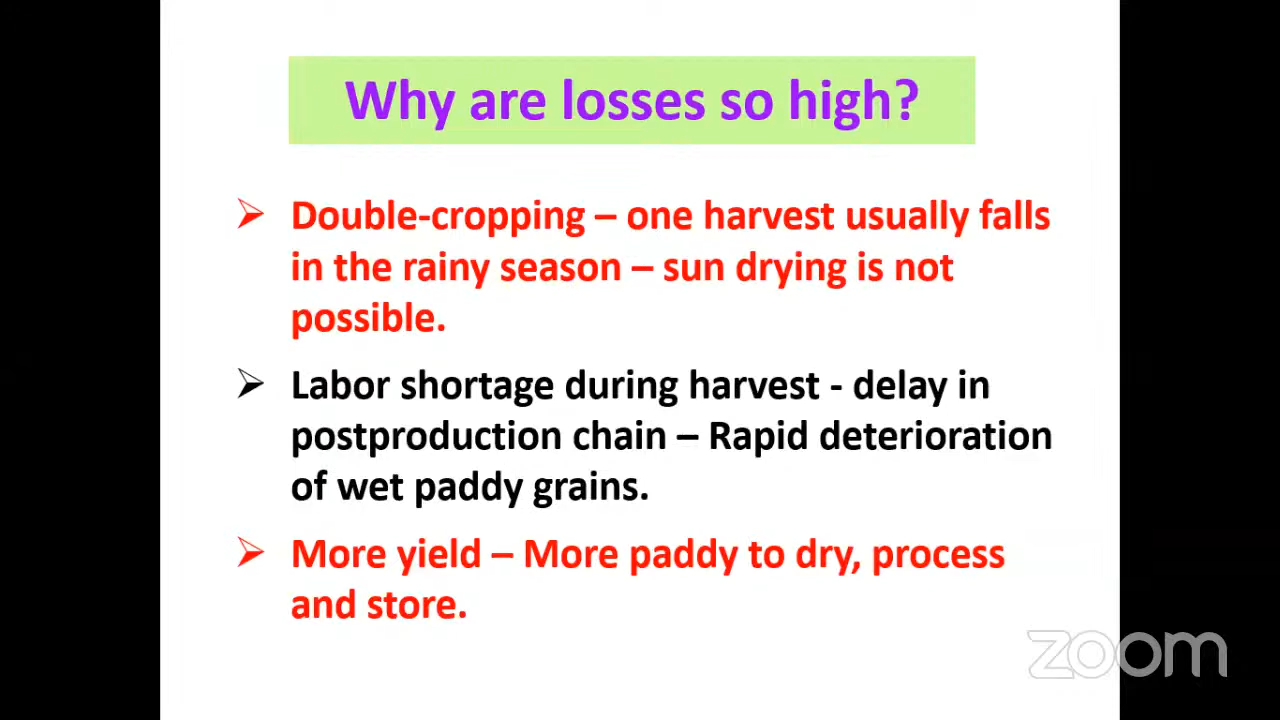 Why are losses so high?
Double-cropping – one harvest usually falls
in the rainy season – sun drying is not
possible.
Labor shortage during harvest - delay in
postproduction chain – Rapid deterioration
of wet paddy grains.
More yield – More paddy to dry, process
and store.
zoom